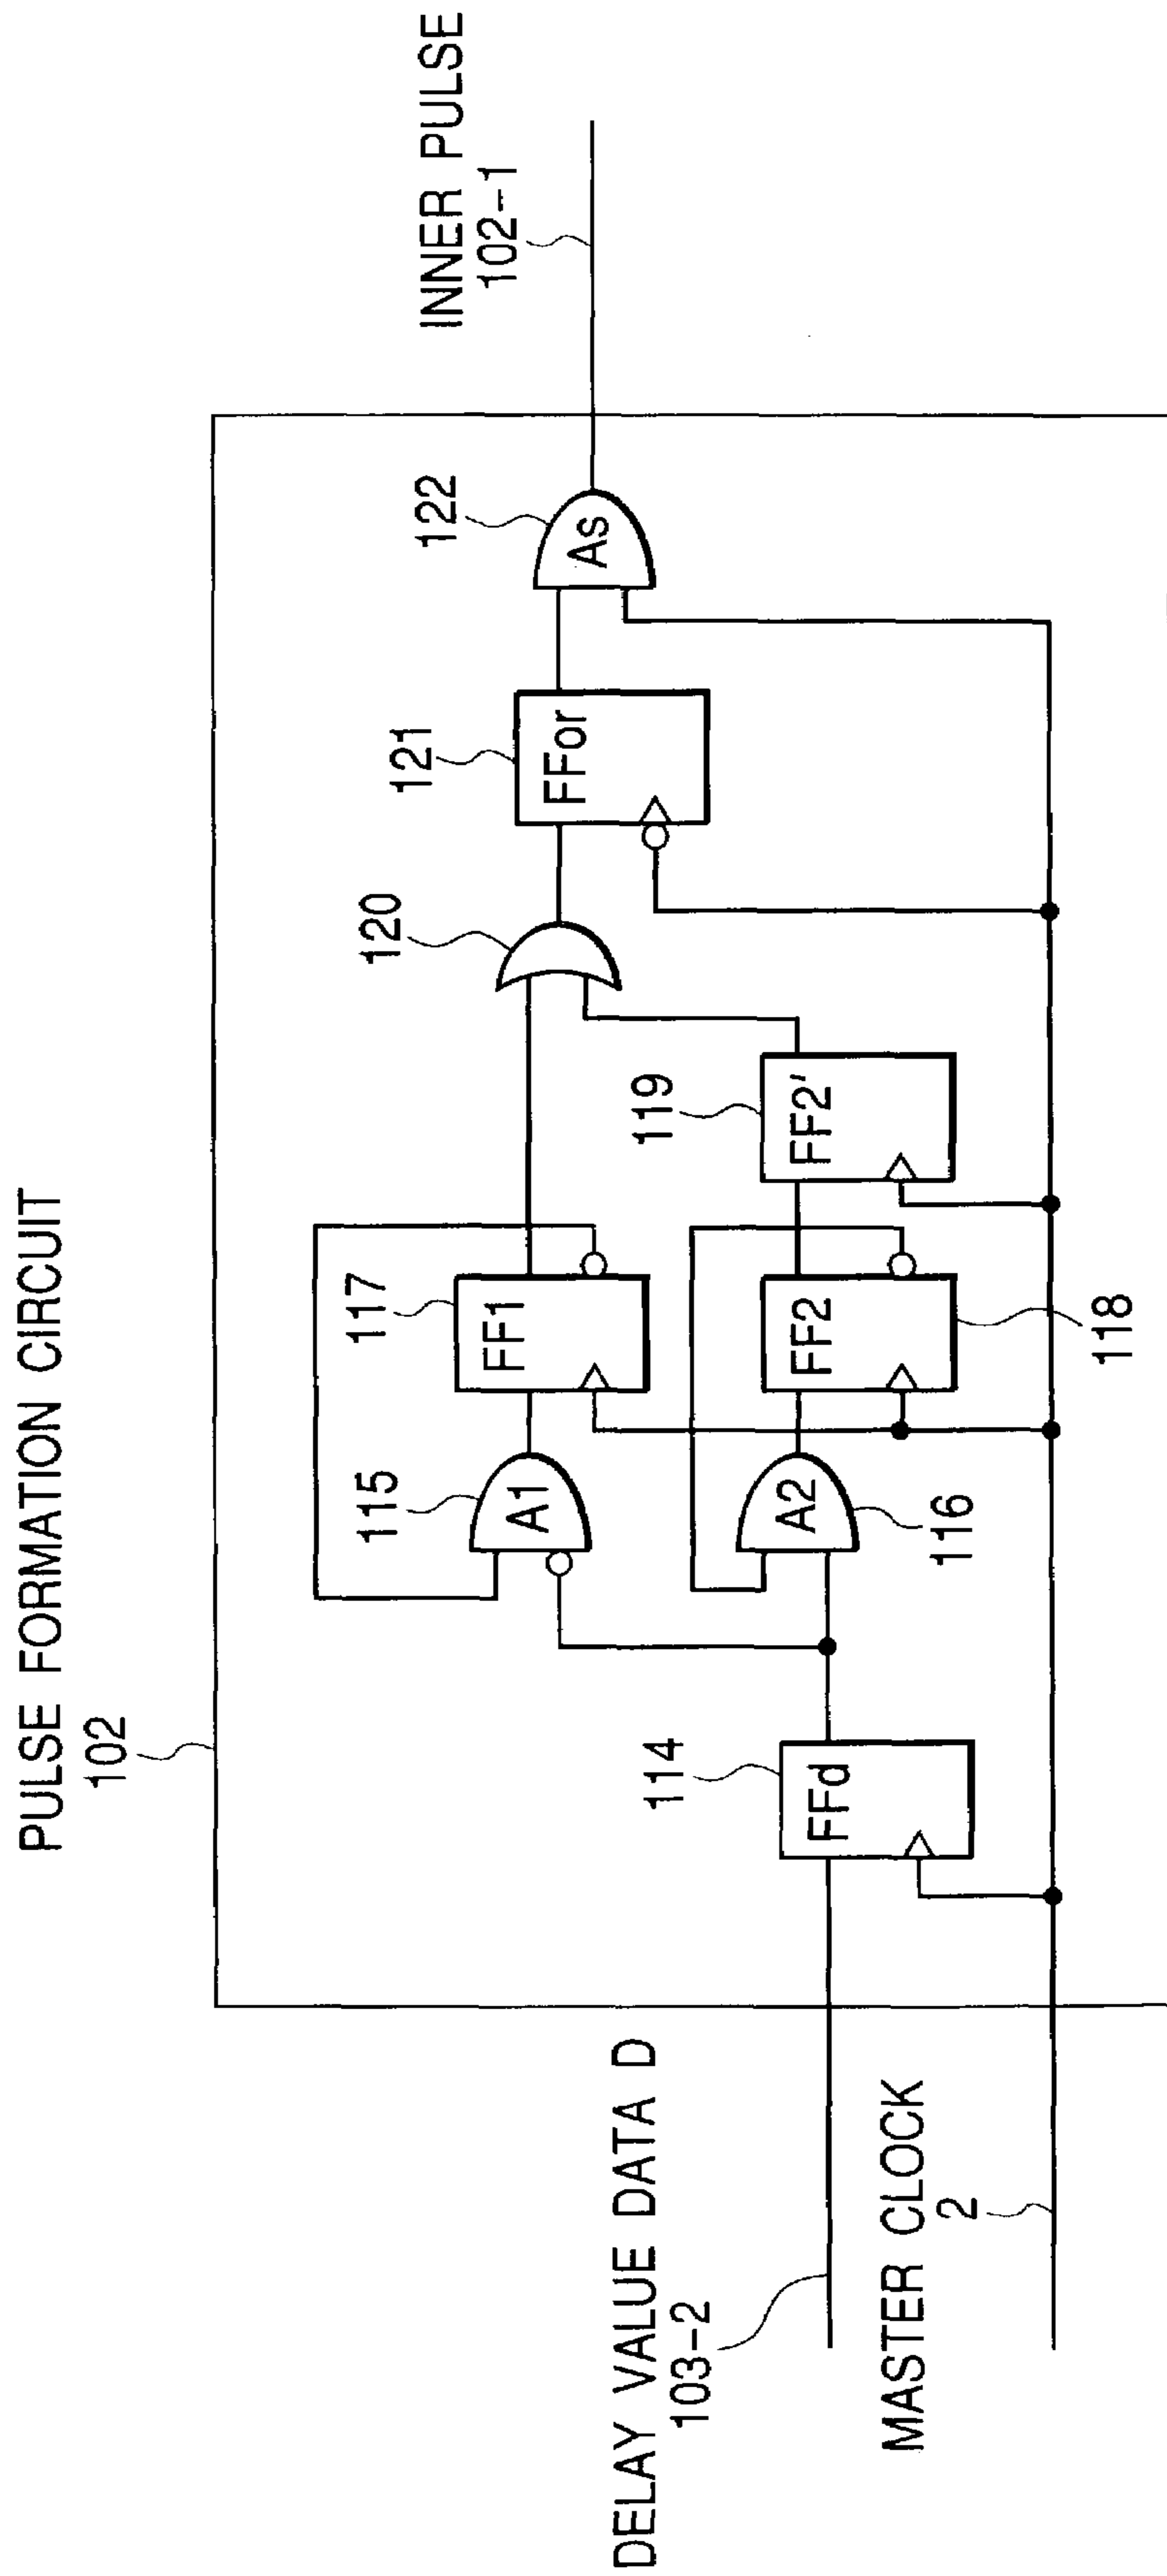 PULSE FORMATION CIRCUIT
102
DELAY VALUE DATA D
103-2
MASTER CLOCK
2
114
FFd
115
A1
116
A2
117
FF1
118
FF2
119
FF2'
120
121
FFor
122
As
INNER PULSE
102-1